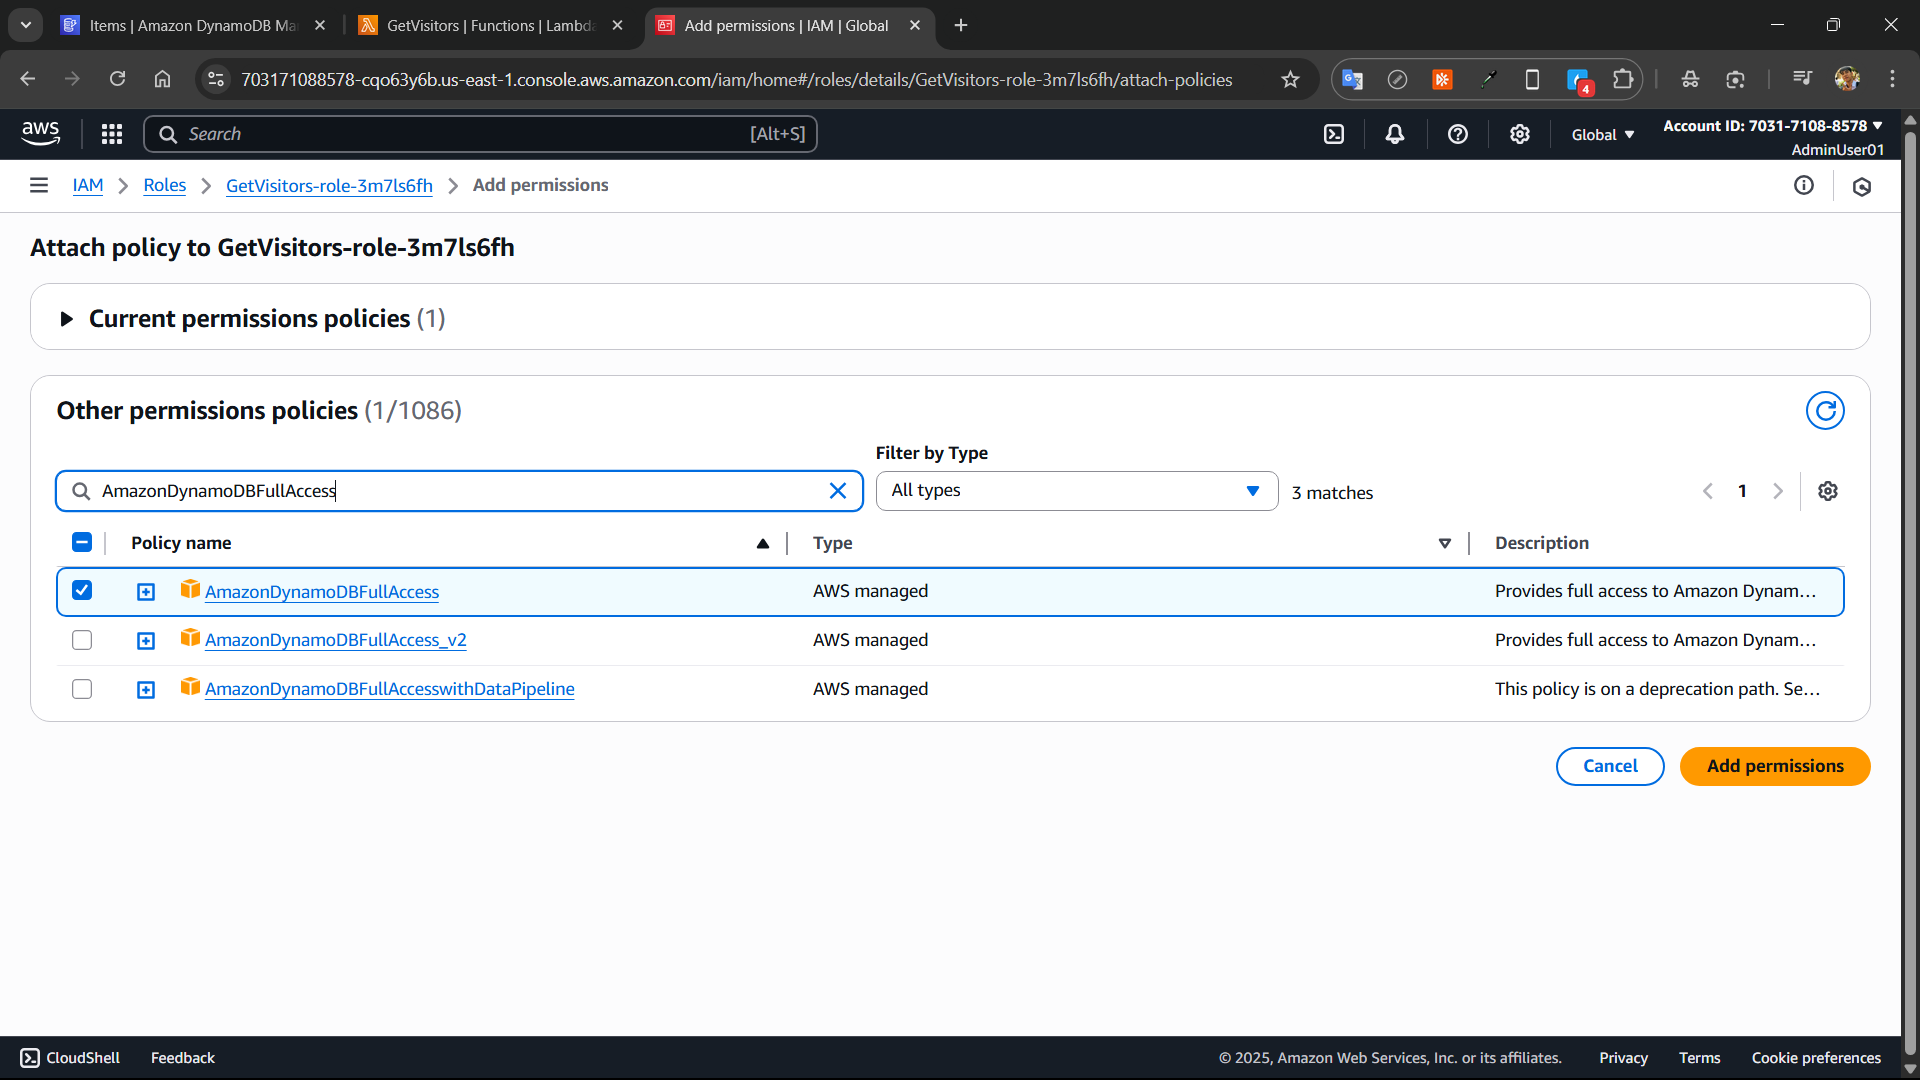 Items | Amazon DynamoDB Ma
GetVisitors | Functions | Lambda
Add permissions | IAM | Global
703171088578-cqo63y6b.us-east-1.console.aws.amazon.com/iam/home#/roles/details/GetVisitors-role-3m7ls6fh/attach-policies
4
aws
Search
[Alt+S]
Global
Account ID: 7031-7108-8578
AdminUser01
IAM
Roles
GetVisitors-role-3m7ls6fh
Add permissions
Attach policy to GetVisitors-role-3m7ls6fh
Current permissions policies (1)
Other permissions policies (1/1086)
Filter by Type
AmazonDynamoDBFullAccess
All types
3 matches
1
Policy name
Type
Description
AmazonDynamoDBFullAccess
AWS managed
Provides full access to Amazon Dynam...
AmazonDynamoDBFullAccess_v2
AWS managed
Provides full access to Amazon Dynam...
AmazonDynamoDBFullAccesswithDataPipeline
AWS managed
This policy is on a deprecation path. Se...
Cancel
Add permissions
CloudShell
Feedback
© 2025, Amazon Web Services, Inc. or its affiliates.
Privacy
Terms
Cookie preferences